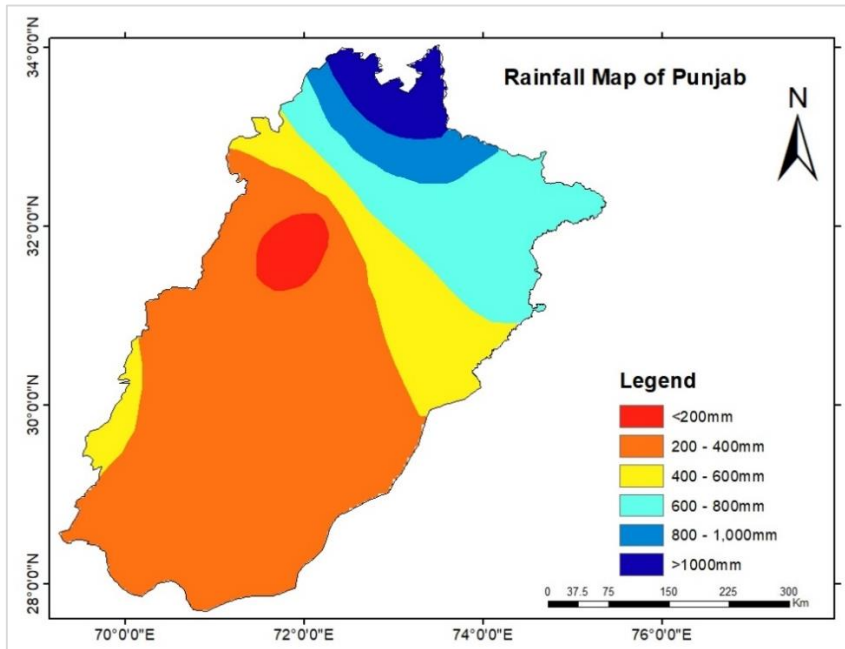 Rainfall Map of Punjab
N
34°0'0"N
32°0'0"N
30°0'0"N
28°0'0"N
Legend
<200mm
200 - 400mm
400 - 600mm
600 - 800mm
800 - 1,000mm
>1000mm
0 37.5 75 150 225 300
Km
70°0'0"E 72°0'0"E 74°0'0"E 76°0'0"E